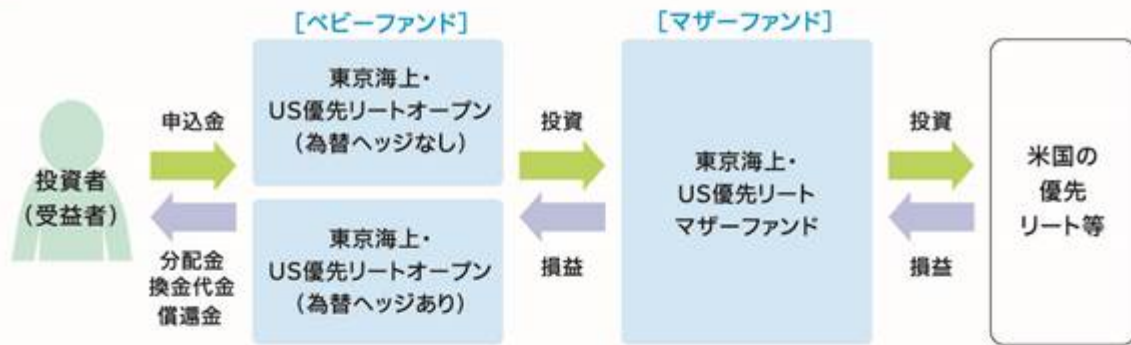 [ベビーファンド]
[マザーファンド]
投資者
(受益者)
申込金
分配金
換金代金
償還金
東京海上・
US優先リートオープン
(為替ヘッジなし)
東京海上・
US優先リートオープン
(為替ヘッジあり)
投資
損益
東京海上・
US優先リート
マザーファンド
投資
損益
米国の
優先
リート等